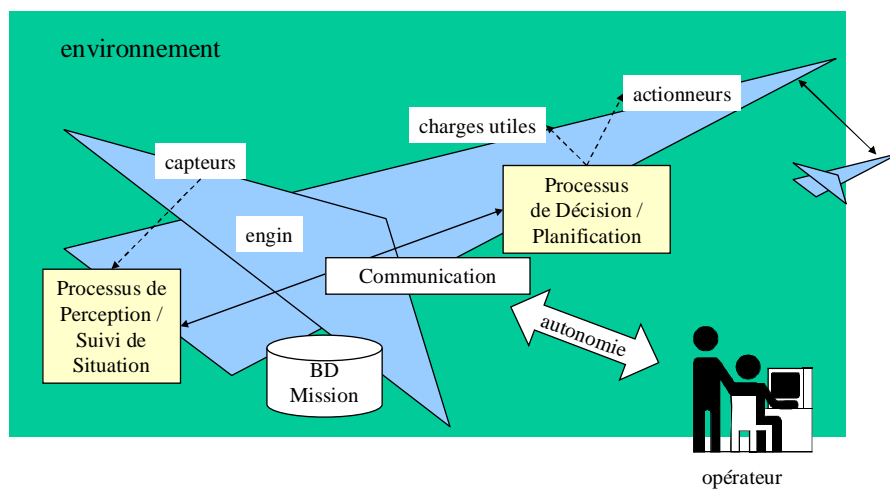 environnement
actionneurs
charges utiles
capteurs
Processus
de Décision /
Planification
engin
Communication
Processus de
Perception /
Suivi de
Situation
autonomie
BD
Mission
opérateur